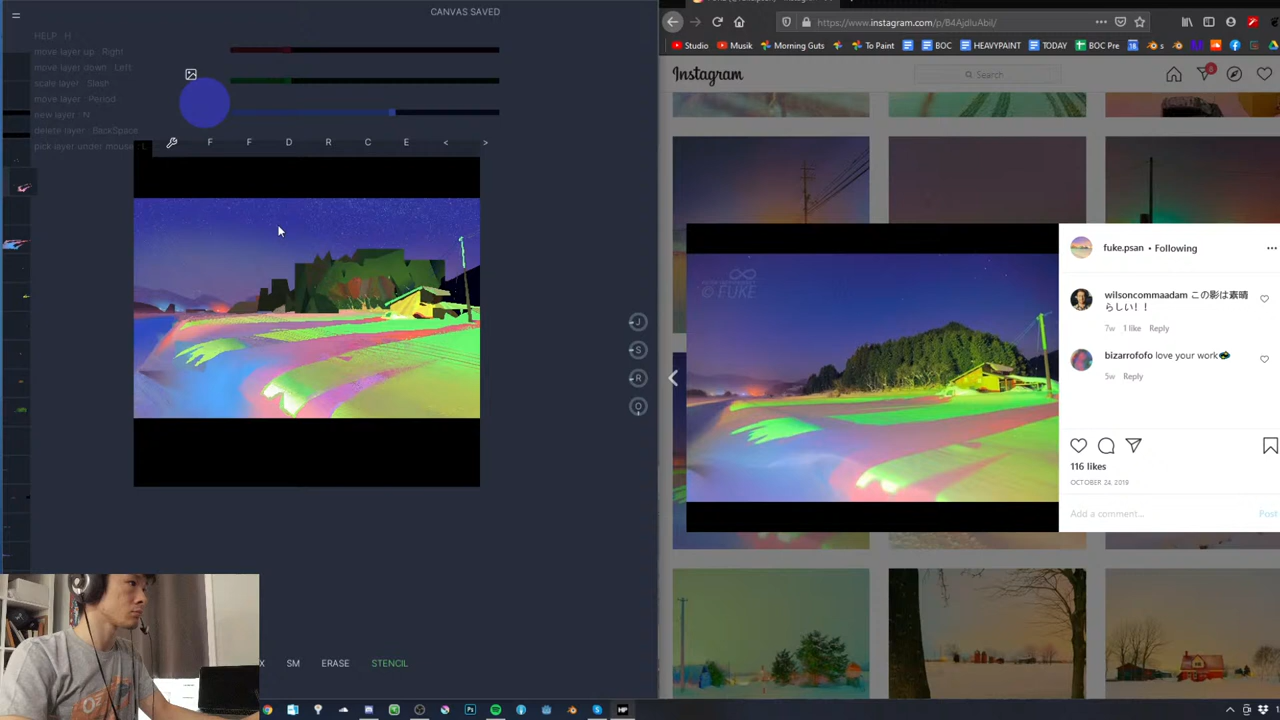 CANVAS SAVED
HELP : H
move layer up : Right
move layer down : Left
scale layer : Slash
move layer : Period
new layer : N
delete layer : BackSpace
pick layer under mouse : L
F F D R C E < >
J
S
R
O
SM ERASE STENCIL
https://www.instagram.com/p/B4AjdluAbil/
Studio Musik Morning Guts To Paint BOC HEAVYPAINT TODAY BOC Pre
Instagram
Search
6
FUKE
fuke.psan • Following
wilsoncommaadam この影は素晴
らしい！！
7w 1 like Reply
bizarrofofo love your work
5w Reply
116 likes
OCTOBER 24, 2019
Add a comment... Post